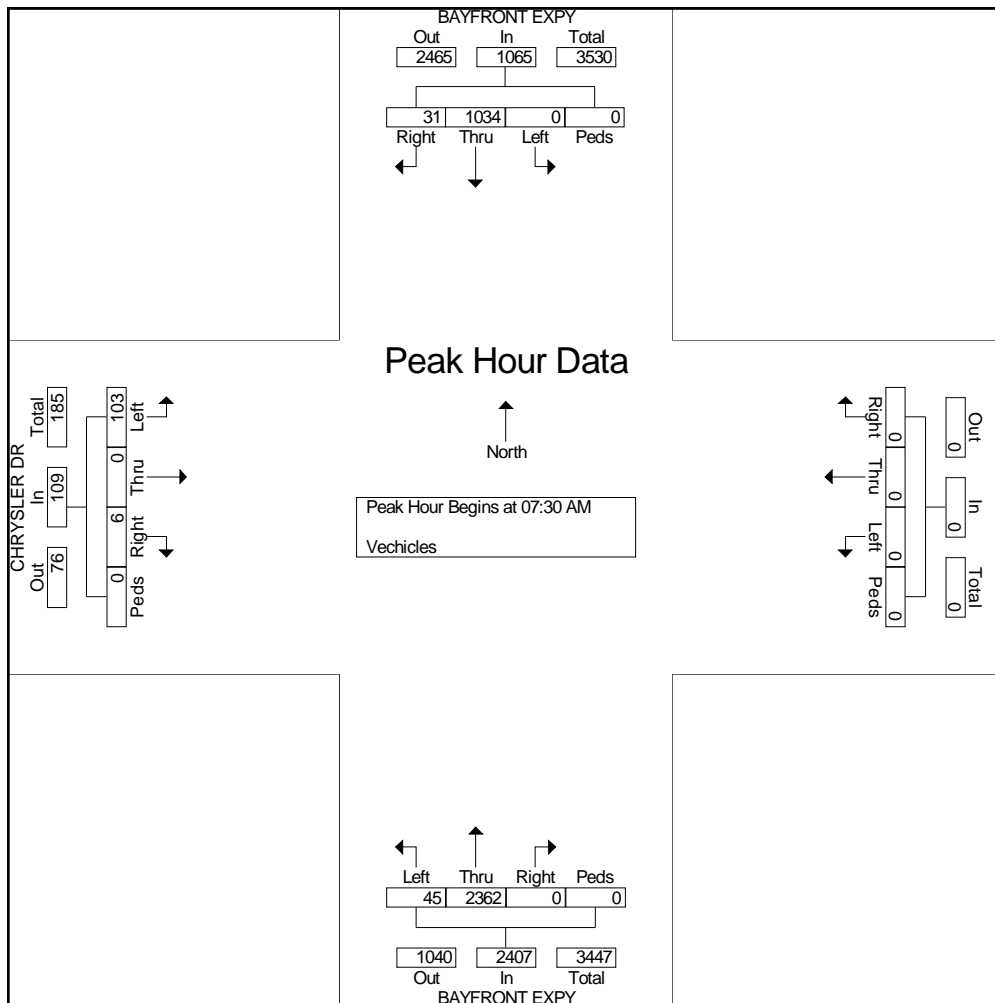 BAYFRONT EXPY
Out In Total
2465 1065 3530
31 1034 0 0
Right Thru Left Peds
Peak Hour Data
North
Peak Hour Begins at 07:30 AM
Vechicles
CHRYSLER DR
Out In Total
76 109 185
103 0 6 0
Left Thru Right Peds
Right Thru Left Peds
0 0 0 0
Out In Total
0 0 0
Left Thru Right Peds
45 2362 0 0
1040 2407 3447
Out In Total
BAYFRONT EXPY